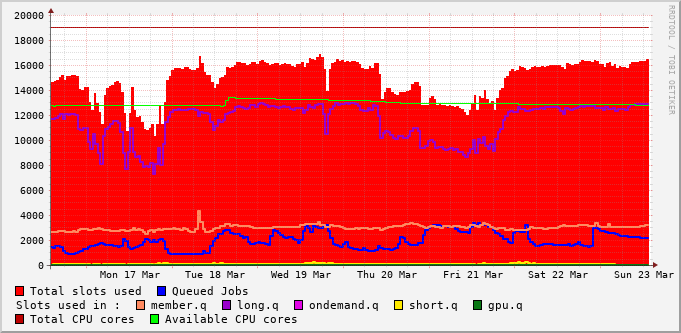 20000
18000
16000
14000
12000
10000
8000
6000
4000
2000
0
Mon 17 Mar Tue 18 Mar Wed 19 Mar Thu 20 Mar Fri 21 Mar Sat 22 Mar Sun 23 Mar
RRDTOOL / TOBI OETIKER
Total slots used Queued Jobs
Slots used in : member.q long.q ondemand.q short.q gpu.q
Total CPU cores Available CPU cores